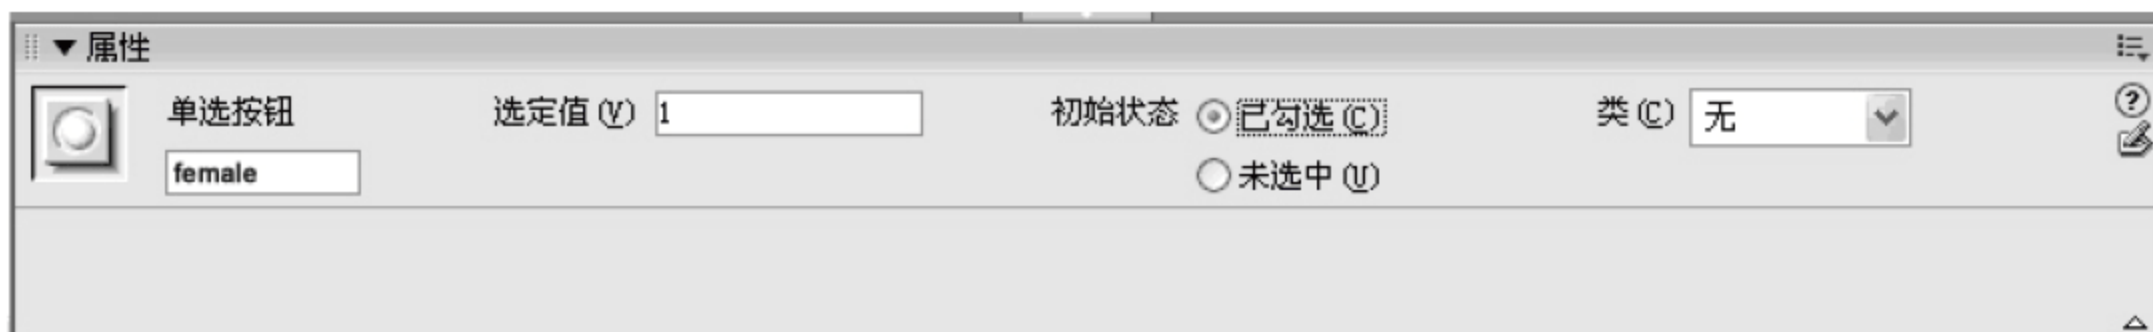 属性
单选按钮 选定值(V) 1 初始状态 已勾选(C) 类(C) 无
female 未选中(U)